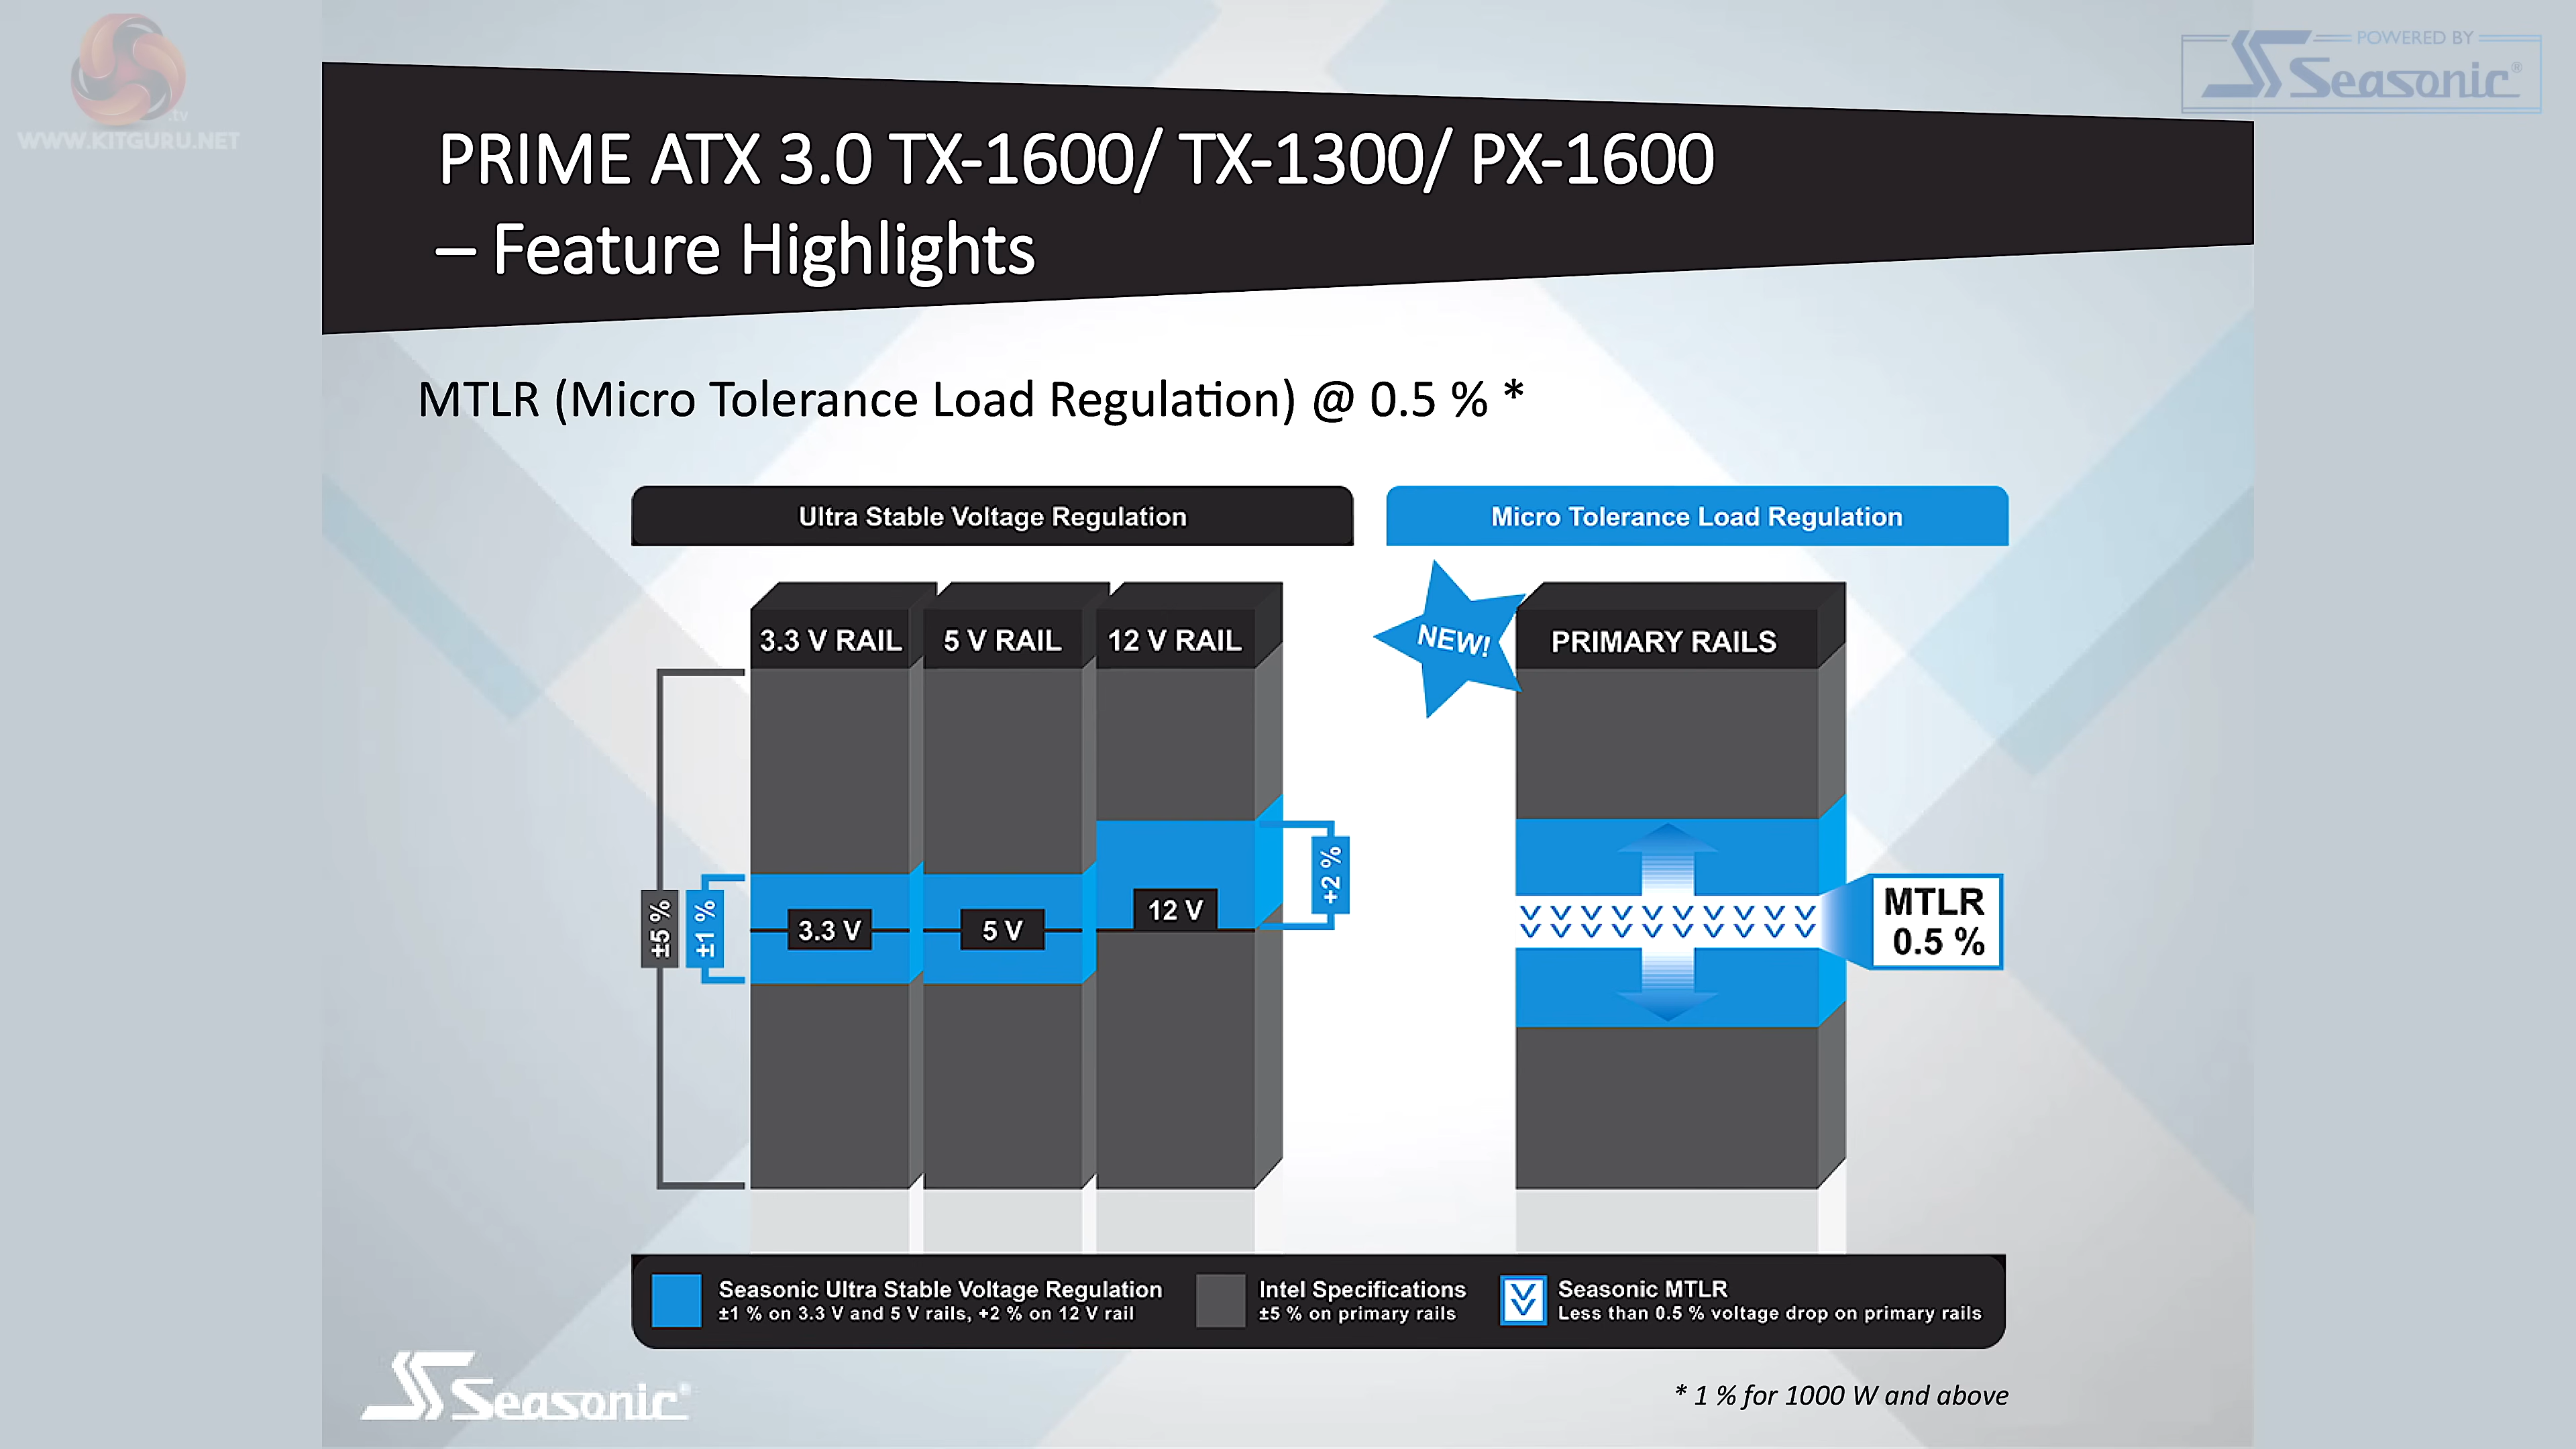 .tv
WWW.KITGURU.NET
POWERED BY
Seasonic®
PRIME ATX 3.0 TX-1600/ TX-1300/ PX-1600
– Feature Highlights
MTLR (Micro Tolerance Load Regulation) @ 0.5 % *
Ultra Stable Voltage Regulation
Micro Tolerance Load Regulation
3.3 V RAIL
5 V RAIL
12 V RAIL
NEW!
PRIMARY RAILS
±5 %
±1 %
3.3 V
5 V
12 V
+2 %
MTLR
0.5 %
Seasonic Ultra Stable Voltage Regulation
±1 % on 3.3 V and 5 V rails, +2 % on 12 V rail
Intel Specifications
±5 % on primary rails
Seasonic MTLR
Less than 0.5 % voltage drop on primary rails
Seasonic®
* 1 % for 1000 W and above